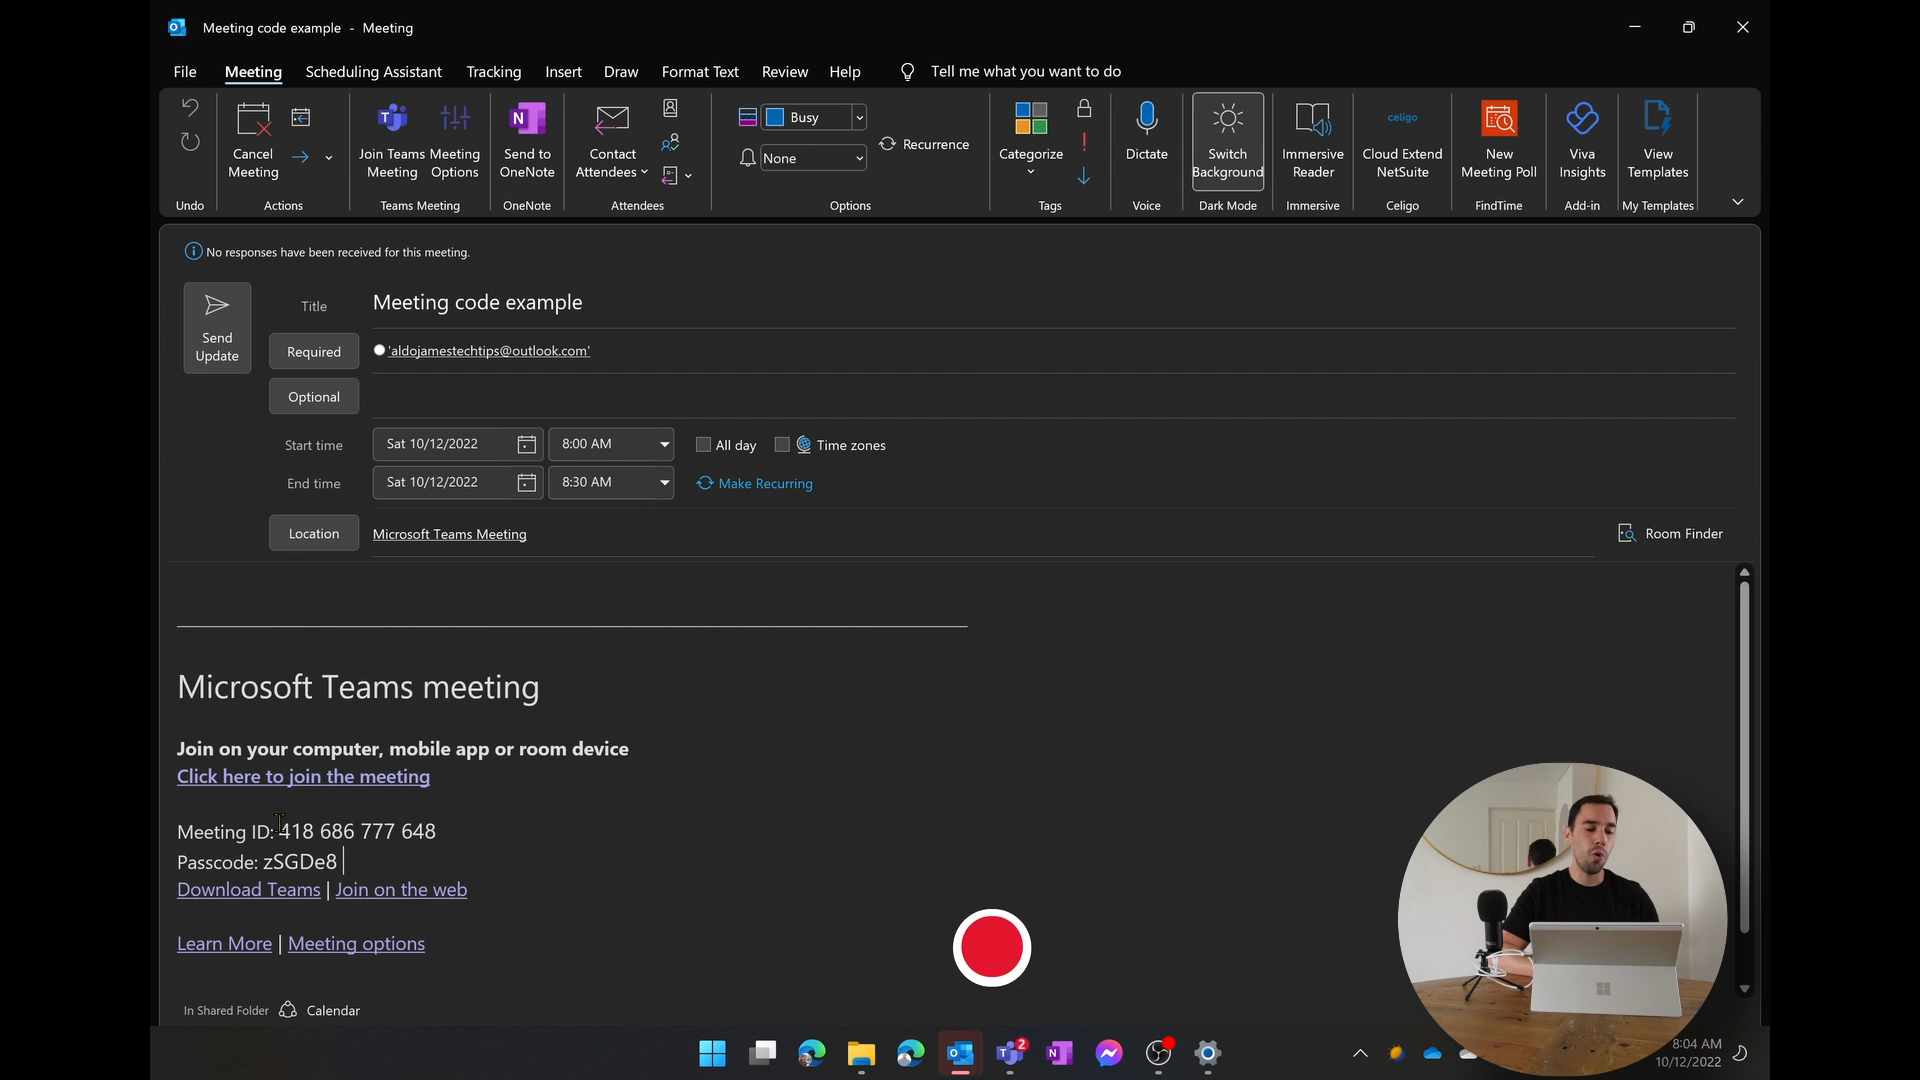 Meeting code example - Meeting
File Meeting Scheduling Assistant Tracking Insert Draw Format Text Review Help Tell me what you want to do
Cancel Meeting
Join Teams Meeting
Meeting Options
Send to OneNote
Contact Attendees
Busy
None
Recurrence
Categorize
Dictate
Switch Background
Immersive Reader
celigo
Cloud Extend NetSuite
New Meeting Poll
Viva Insights
View Templates
Undo Actions Teams Meeting OneNote Attendees Options Tags Voice Dark Mode Immersive Celigo FindTime Add-in My Templates
No responses have been received for this meeting.
Send Update
Title Meeting code example
Required 'aldojamestechtips@outlook.com'
Optional
Start time Sat 10/12/2022 8:00 AM All day Time zones
End time Sat 10/12/2022 8:30 AM Make Recurring
Location Microsoft Teams Meeting Room Finder
Microsoft Teams meeting
Join on your computer, mobile app or room device
Click here to join the meeting
Meeting ID: 418 686 777 648
Passcode: zSGDe8
Download Teams | Join on the web
Learn More | Meeting options
In Shared Folder Calendar
2
8:04 AM
10/12/2022